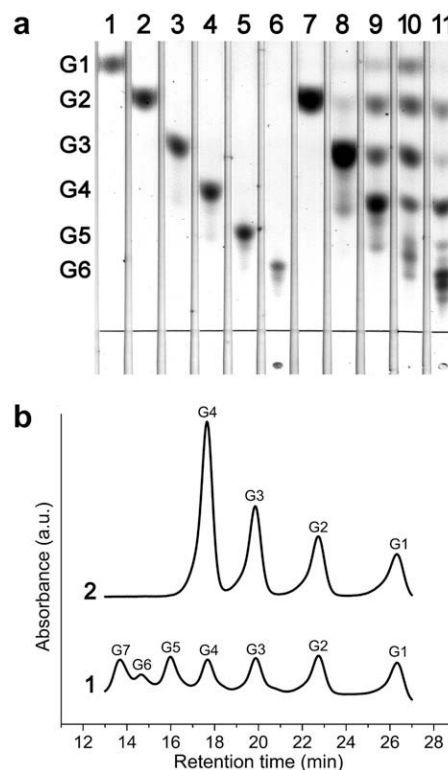 a
1 2 3 4 5 6 7 8 9 10 11
G1
G2
G3
G4
G5
G6
b
G4
G3
G2
G1
2
G7 G6 G5 G4 G3 G2 G1
1
Absorbance (a.u.)
12 14 16 18 20 22 24 26 28
Retention time (min)